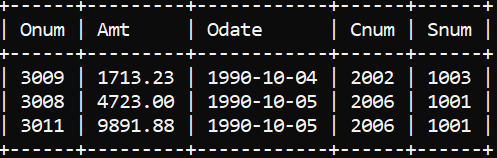 +------+---------+------------+------+------+
| Onum | Amt     | Odate      | Cnum | Snum |
+------+---------+------------+------+------+
| 3009 | 1713.23 | 1990-10-04 | 2002 | 1003 |
| 3008 | 4723.00 | 1990-10-05 | 2006 | 1001 |
| 3011 | 9891.88 | 1990-10-05 | 2006 | 1001 |
+------+---------+------------+------+------+